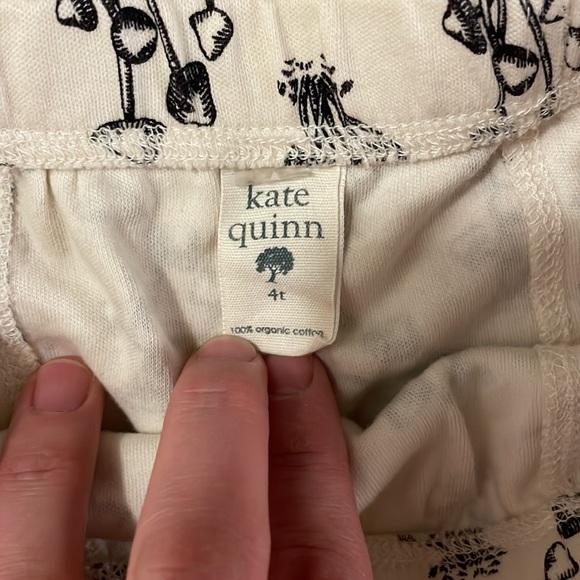 kate
quinn
4t
100% organic cotton